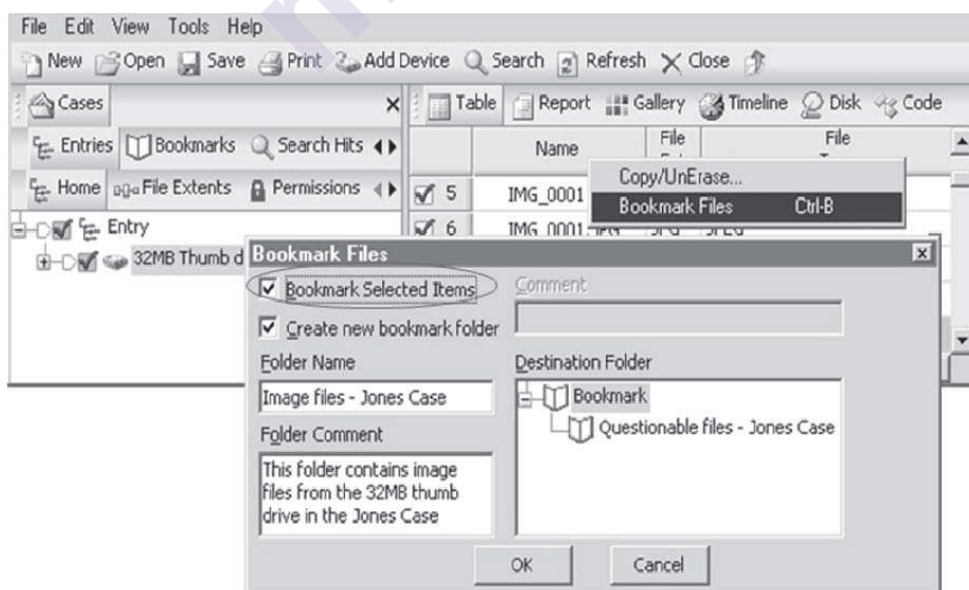 File Edit View Tools Help
New Open Save Print Add Device Search Refresh Close
Cases
Table Report Gallery Timeline Disk Code
Entries Bookmarks Search Hits
Name File File
Home File Extents Permissions
Copy/UnErase...
Bookmark Files Ctrl-B
5 IMG_0001
6 IMG_0001.JPG JPG JPEG
Entry
32MB Thumb d
Bookmark Files
Bookmark Selected Items
Comment
Create new bookmark folder
Folder Name
Destination Folder
Image files - Jones Case
Bookmark
Questionable files - Jones Case
Folder Comment
This folder contains image
files from the 32MB thumb
drive in the Jones Case
OK Cancel